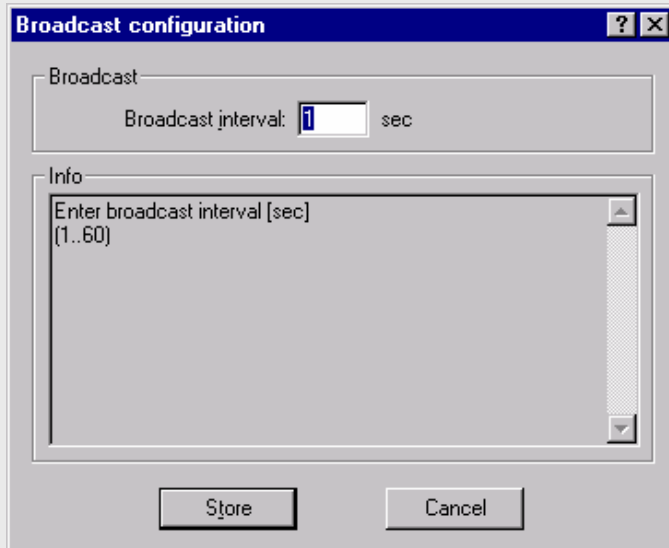 Broadcast configuration
Broadcast
Broadcast interval: 1 sec
Info
Enter broadcast interval [sec]
(1..60)
Store Cancel